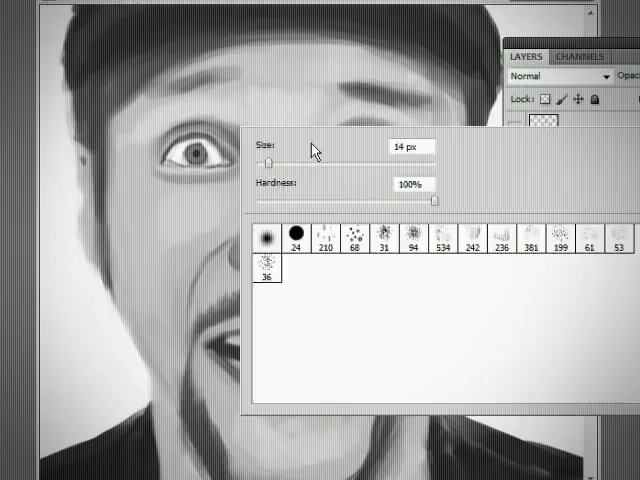 LAYERS CHANNELS
Normal
Lock:
Size: 14 px
Hardness: 100%
24 210 68 31 94 534 242 236 381 199 61 53
36